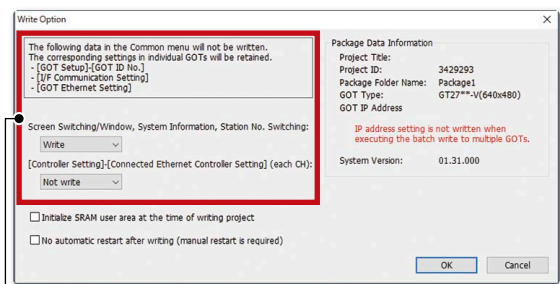 Write Option
The following data in the Common menu will not be written.
The corresponding settings in individual GOTs will be retained.
- [GOT Setup]-[GOT ID No.]
- [I/F Communication Setting]
- [GOT Ethernet Setting]
Screen Switching/Window, System Information, Station No. Switching:
Write
[Controller Setting]-[Connected Ethernet Controller Setting] (each CH):
Not write
Initialize SRAM user area at the time of writing project
No automatic restart after writing (manual restart is required)
Package Data Information
Project Title:
Project ID: 3429293
Package Folder Name: Package1
GOT Type: GT27**-V(640x480)
GOT IP Address
IP address setting is not written when
executing the batch write to multiple GOTs.
System Version: 01.31.000
OK Cancel